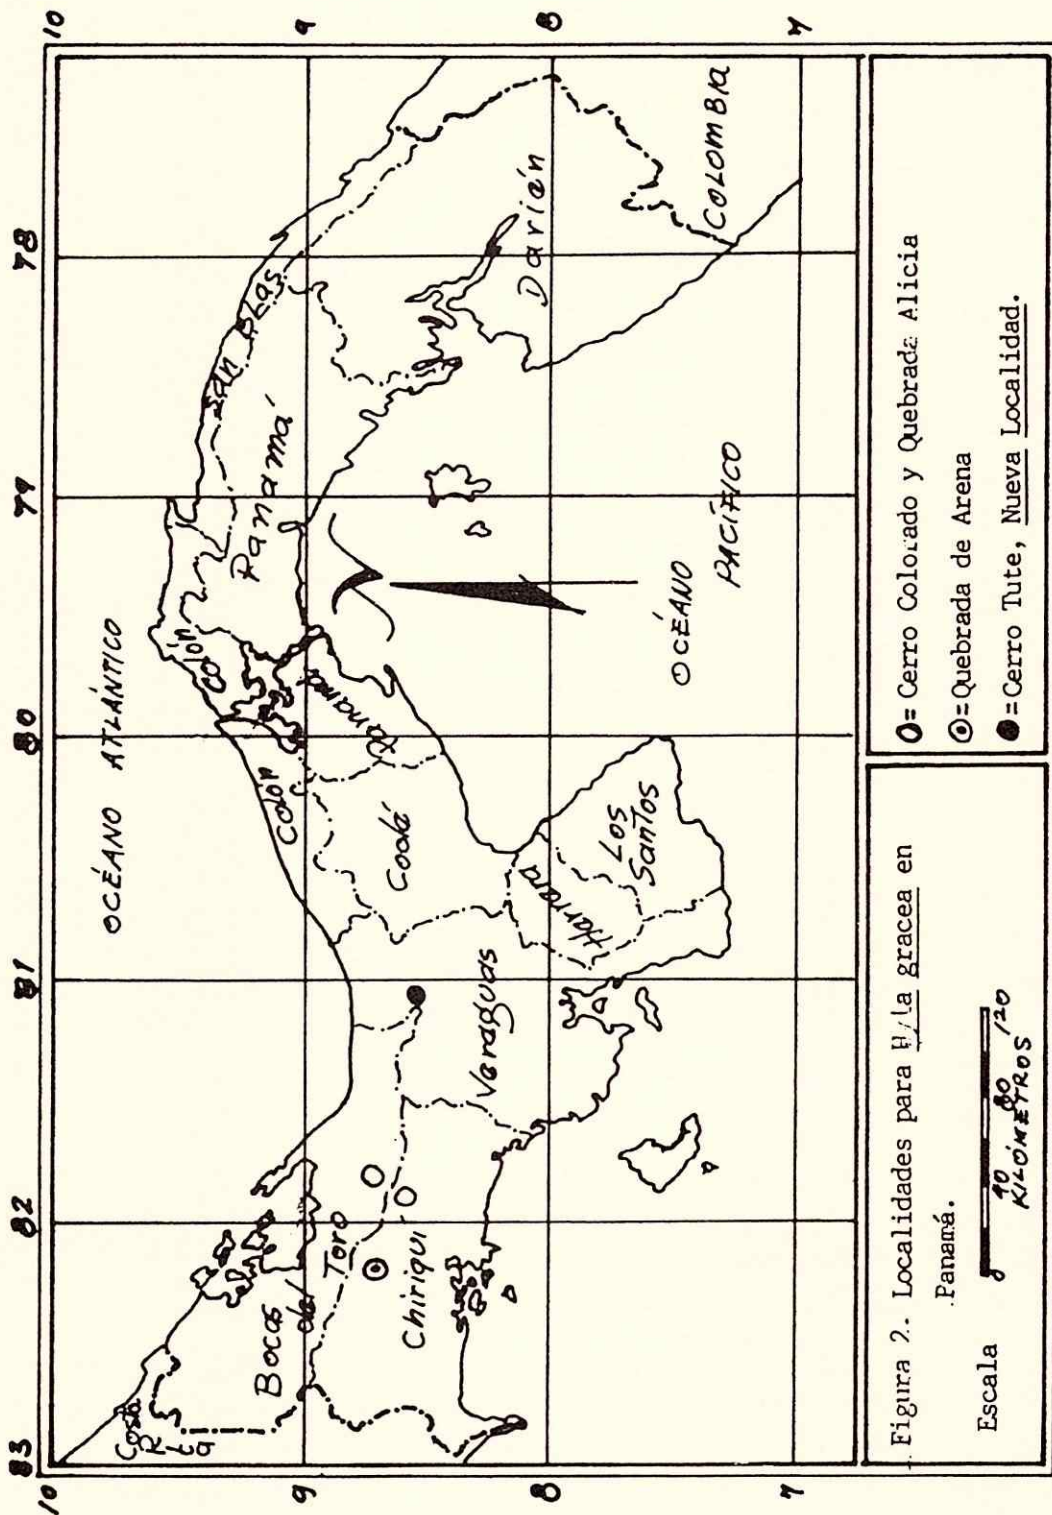 83 82 81 80 79 78
10
9
8
7
10
9
8
7
OCÉANO ATLÁNTICO
Costa
Rica
Bocas
del
Toro
Chiriquí
Veraguas
Coclé
Colón
Colón
Panamá
Panamá
San Blas
Darién
COLOMBIA
Harrara
Los
Santos
OCÉANO
PACÍFICO
Figura 2. Localidades para Hyla gracea en
Panamá.
Escala
0 40 80 120
KILÓMETROS
O= Cerro Colorado y Quebrada Alicia
=Quebrada de Arena
=Cerro Tute, Nueva Localidad.